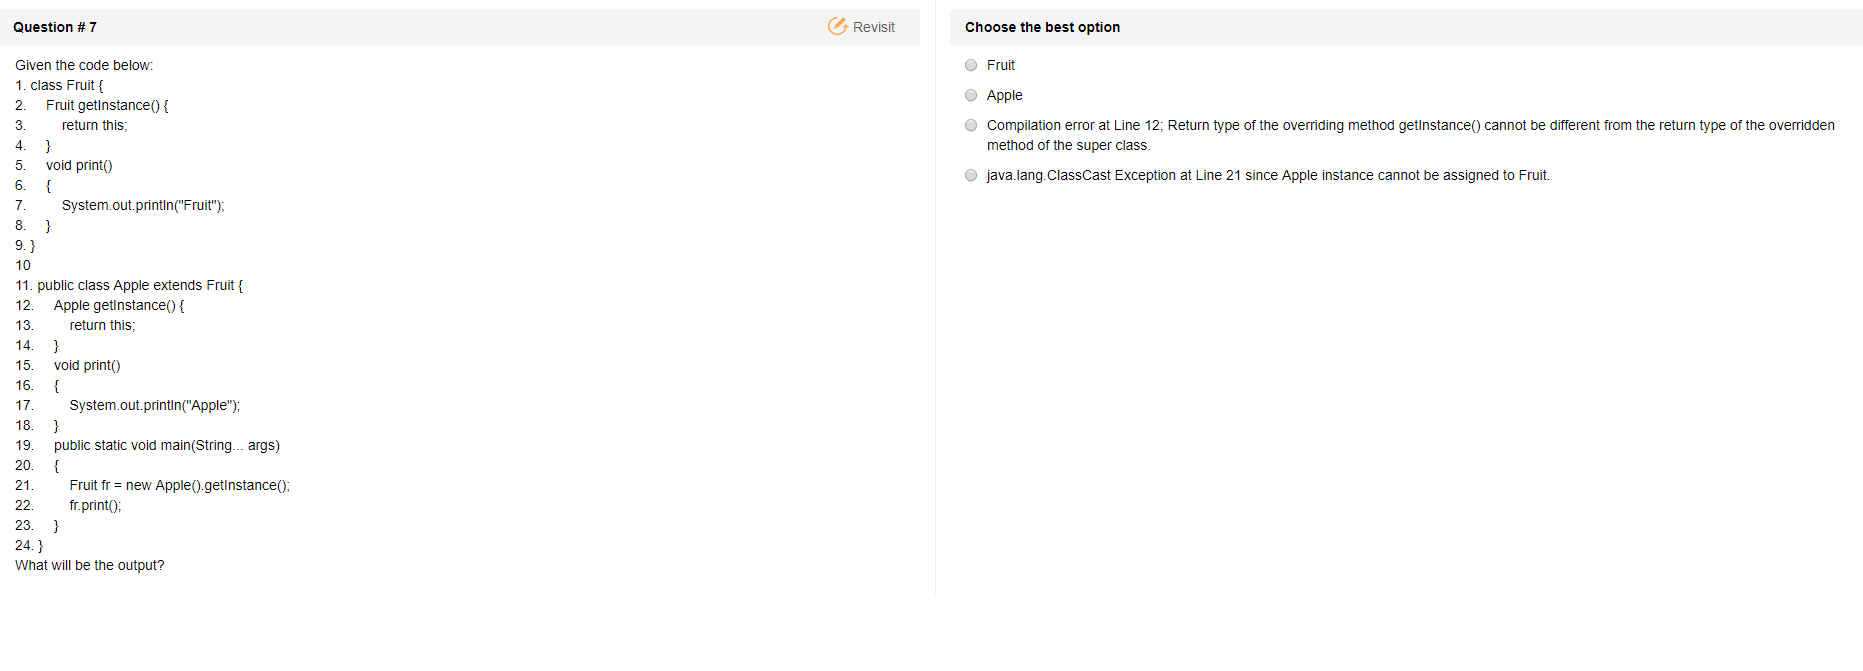 Question # 7
Revisit
Given the code below:
1. class Fruit {
2. Fruit getInstance() {
3. return this;
4. }
5. void print()
6. {
7. System.out.println("Fruit");
8. }
9. }
10
11. public class Apple extends Fruit {
12. Apple getInstance() {
13. return this;
14. }
15. void print()
16. {
17. System.out.println("Apple");
18. }
19. public static void main(String... args)
20. {
21. Fruit fr = new Apple().getInstance();
22. fr.print();
23. }
24. }
What will be the output?
Choose the best option
Fruit
Apple
Compilation error at Line 12; Return type of the overriding method getInstance() cannot be different from the return type of the overridden
method of the super class.
java.lang.ClassCast Exception at Line 21 since Apple instance cannot be assigned to Fruit.